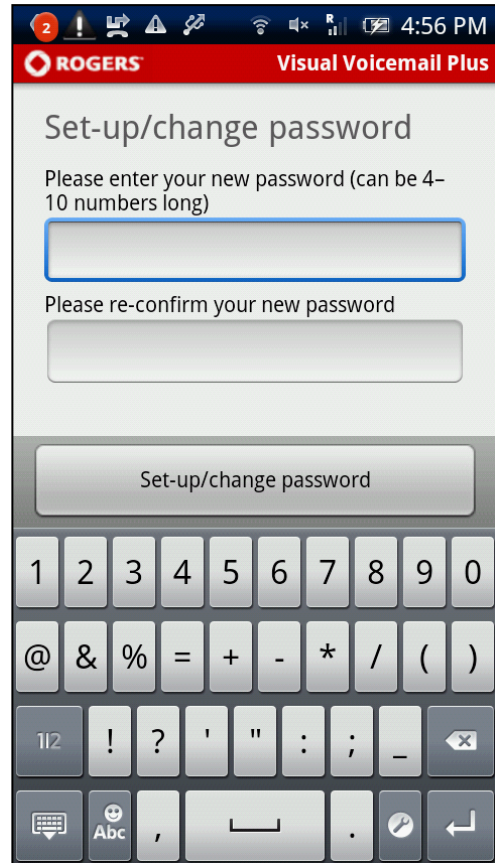 2 R 4:56 PM
ROGERS Visual Voicemail Plus
Set-up/change password
Please enter your new password (can be 4–
10 numbers long)
Please re-confirm your new password
Set-up/change password
1 2 3 4 5 6 7 8 9 0
@ & % = + - * / ( )
1|2 ! ? ' " : ; _
Abc , .